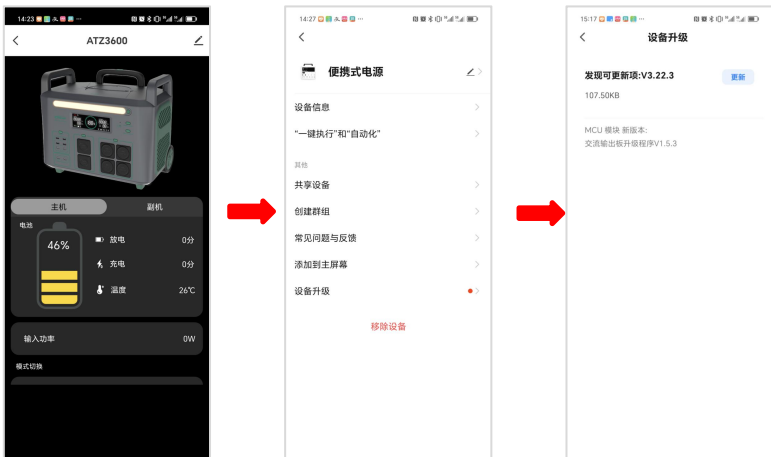 14:23
ATZ3600
主机
副机
电池
46%
放电
0分
充电
0分
温度
26℃
输入功率
0W
模式切换
14:27
便携式电源
设备信息
“一键执行”和“自动化”
其他
共享设备
创建群组
常见问题与反馈
添加到主屏幕
设备升级
移除设备
15:17
设备升级
发现可更新项:V3.22.3
更新
107.50KB
MCU 模块 新版本:
交流输出板升级程序V1.5.3